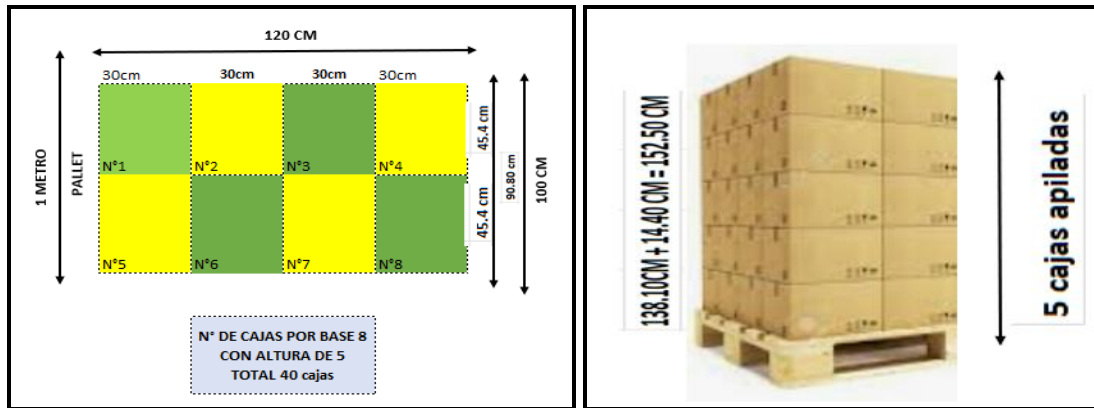 120 CM
30cm
30cm
30cm
30cm
1 METRO
PALLET
N°1
N°2
N°3
N°4
45.4 cm
45.4 cm
90.80 cm
100 CM
N°5
N°6
N°7
N°8
N° DE CAJAS POR BASE 8
CON ALTURA DE 5
TOTAL 40 cajas
138.10CM + 14.40 CM = 152.50 CM
5 cajas apiladas